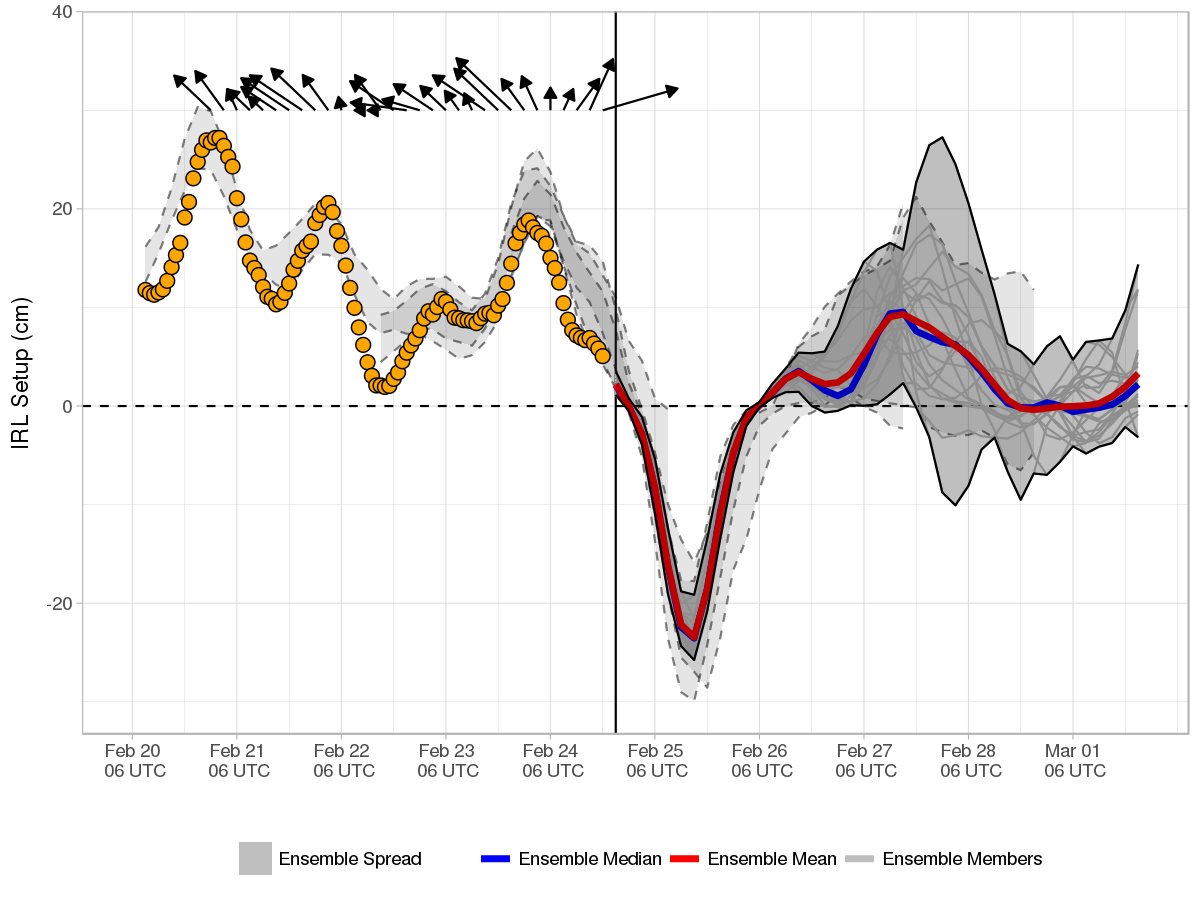 40
20
0
-20
IRL Setup (cm)
Feb 20 Feb 21 Feb 22 Feb 23 Feb 24 Feb 25 Feb 26 Feb 27 Feb 28 Mar 01
06 UTC 06 UTC 06 UTC 06 UTC 06 UTC 06 UTC 06 UTC 06 UTC 06 UTC 06 UTC
Ensemble Spread Ensemble Median Ensemble Mean Ensemble Members